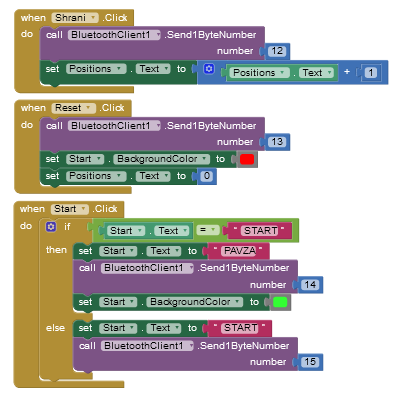 when Shrani .Click
do call BluetoothClient1 .Send1ByteNumber
number 12
set Positions . Text to Positions . Text + 1
when Reset .Click
do call BluetoothClient1 .Send1ByteNumber
number 13
set Start . BackgroundColor to
set Positions . Text to 0
when Start .Click
do if Start . Text = " START "
then set Start . Text to " PAVZA "
call BluetoothClient1 .Send1ByteNumber
number 14
set Start . BackgroundColor to
else set Start . Text to " START "
call BluetoothClient1 .Send1ByteNumber
number 15